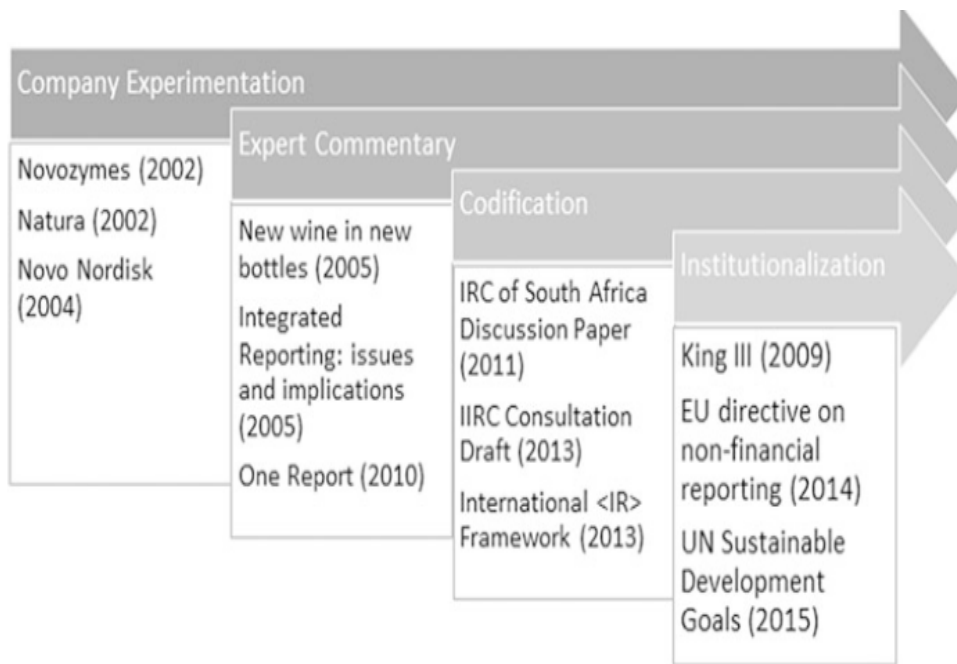 Company Experimentation
Novozymes (2002)
Natura (2002)
Novo Nordisk
(2004)
Expert Commentary
New wine in new
bottles (2005)
Integrated
Reporting: issues
and implications
(2005)
One Report (2010)
Codification
IRC of South Africa
Discussion Paper
(2011)
IIRC Consultation
Draft (2013)
International <IR>
Framework (2013)
Institutionalization
King III (2009)
EU directive on
non-financial
reporting (2014)
UN Sustainable
Development
Goals (2015)